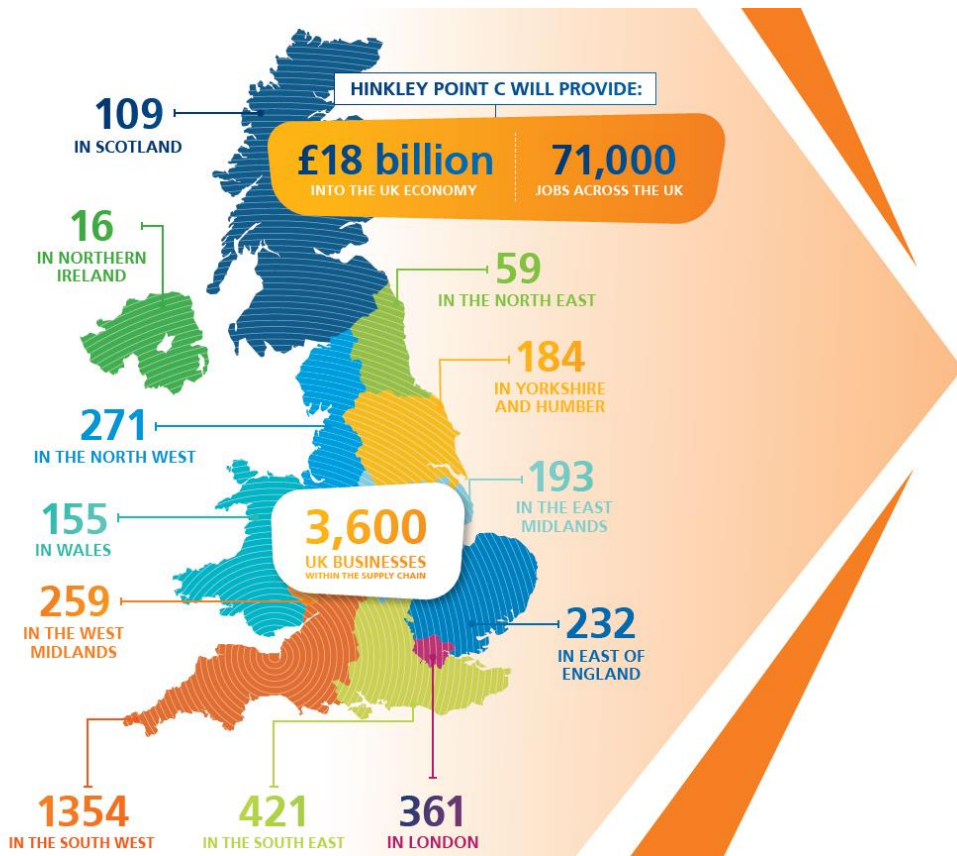 HINKLEY POINT C WILL PROVIDE:
£18 billion
INTO THE UK ECONOMY
71,000
JOBS ACROSS THE UK
109
IN SCOTLAND
16
IN NORTHERN
IRELAND
59
IN THE NORTH EAST
184
IN YORKSHIRE
AND HUMBER
271
IN THE NORTH WEST
193
IN THE EAST
MIDLANDS
155
IN WALES
3,600
UK BUSINESSES
WITHIN THE SUPPLY CHAIN
259
IN THE WEST
MIDLANDS
232
IN EAST OF
ENGLAND
1354
IN THE SOUTH WEST
421
IN THE SOUTH EAST
361
IN LONDON